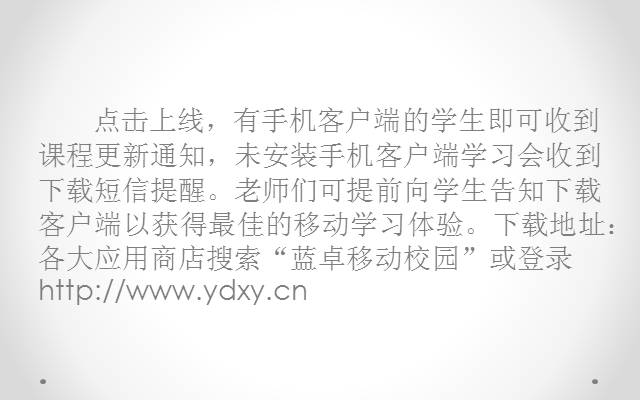 点击上线，有手机客户端的学生即可收到
课程更新通知，未安装手机客户端学习会收到
下载短信提醒。老师们可提前向学生告知下载
客户端以获得最佳的移动学习体验。下载地址：
各大应用商店搜索“蓝卓移动校园”或登录
http://www.ydxy.cn